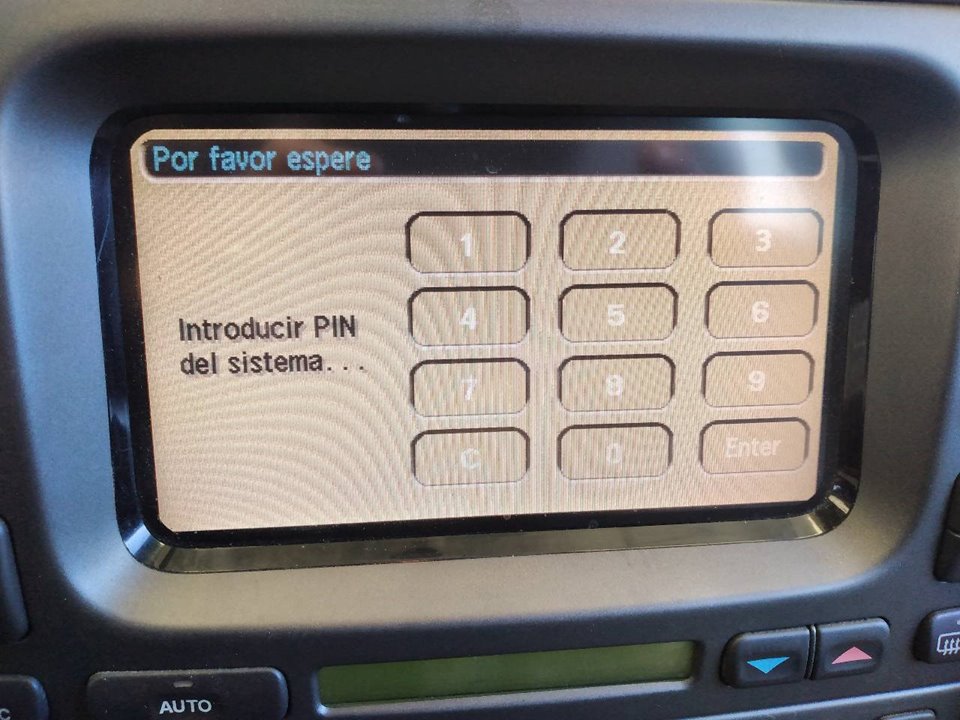 Por favor espere
1 2 3
Introducir PIN
del sistema...
4 5 6
7 8 9
C 0 Enter
AUTO